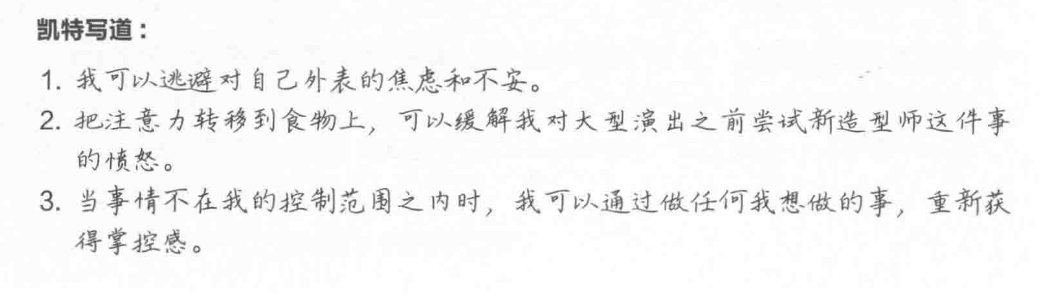 凯特写道：
1. 我可以逃避对自己外表的焦虑和不安。
2. 把注意力转移到食物上，可以缓解我对大型演出之前尝试新造型师这件事
的愤怒。
3. 当事情不在我的控制范围之内时，我可以通过做任何我想做的事，重新获
得掌控感。